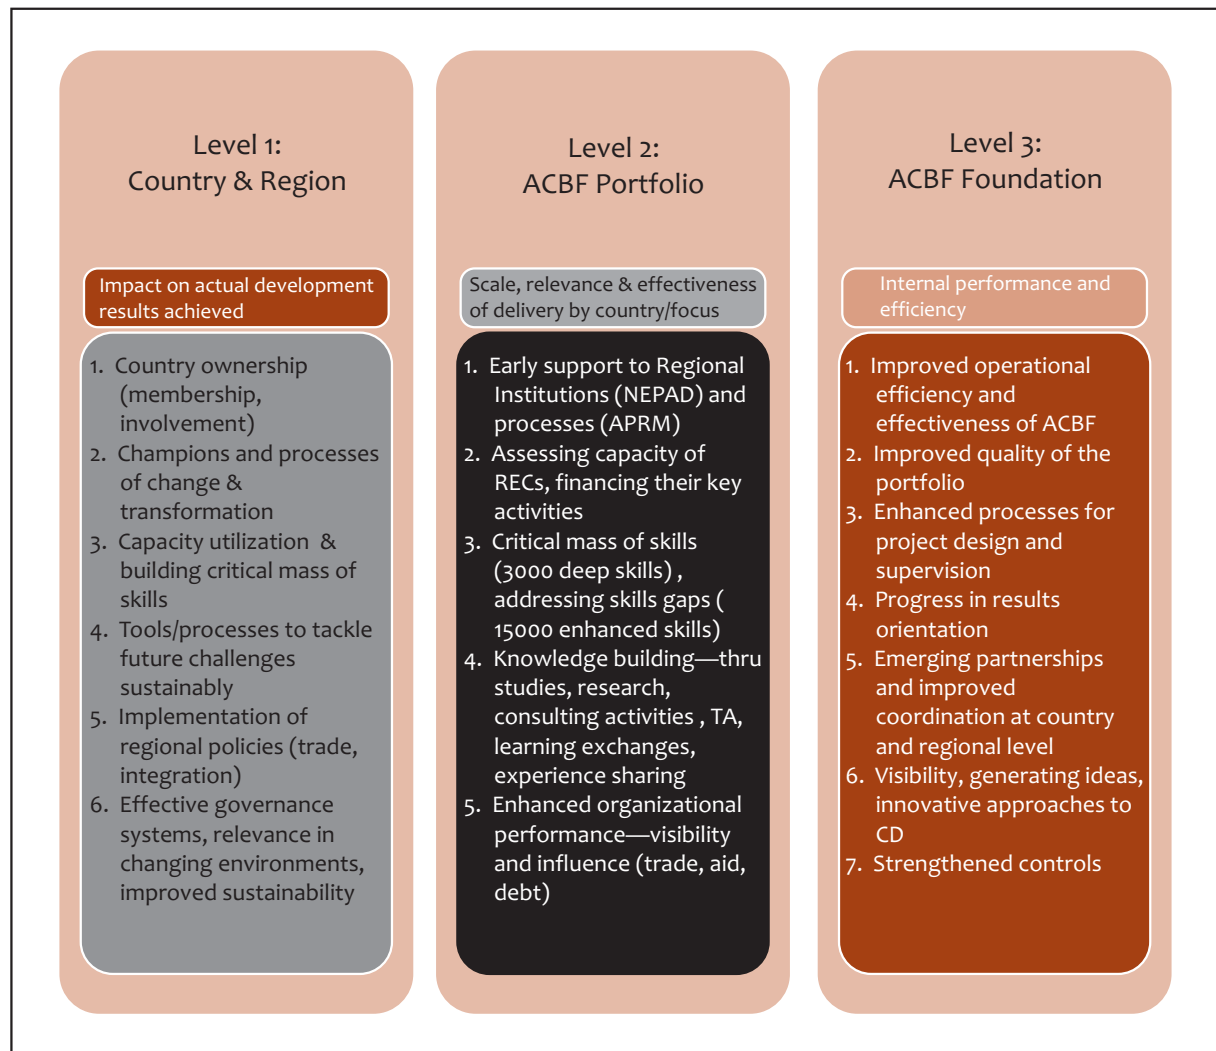 Level 1:
Country & Region
Impact on actual development
results achieved
1. Country ownership
(membership,
involvement)
2. Champions and processes
of change &
transformation
3. Capacity utilization &
building critical mass of
skills
4. Tools/processes to tackle
future challenges
sustainably
5. Implementation of
regional policies (trade,
integration)
6. Effective governance
systems, relevance in
changing environments,
improved sustainability
Level 2:
ACBF Portfolio
Scale, relevance & effectiveness
of delivery by country/focus
1. Early support to Regional
Institutions (NEPAD) and
processes (APRM)
2. Assessing capacity of
RECs, financing their key
activities
3. Critical mass of skills
(3000 deep skills) ,
addressing skills gaps (
15000 enhanced skills)
4. Knowledge building—thru
studies, research,
consulting activities , TA,
learning exchanges,
experience sharing
5. Enhanced organizational
performance—visibility
and influence (trade, aid,
debt)
Level 3:
ACBF Foundation
Internal performance and
efficiency
1. Improved operational
efficiency and
effectiveness of ACBF
2. Improved quality of the
portfolio
3. Enhanced processes for
project design and
supervision
4. Progress in results
orientation
5. Emerging partnerships
and improved
coordination at country
and regional level
6. Visibility, generating ideas,
innovative approaches to
CD
7. Strengthened controls